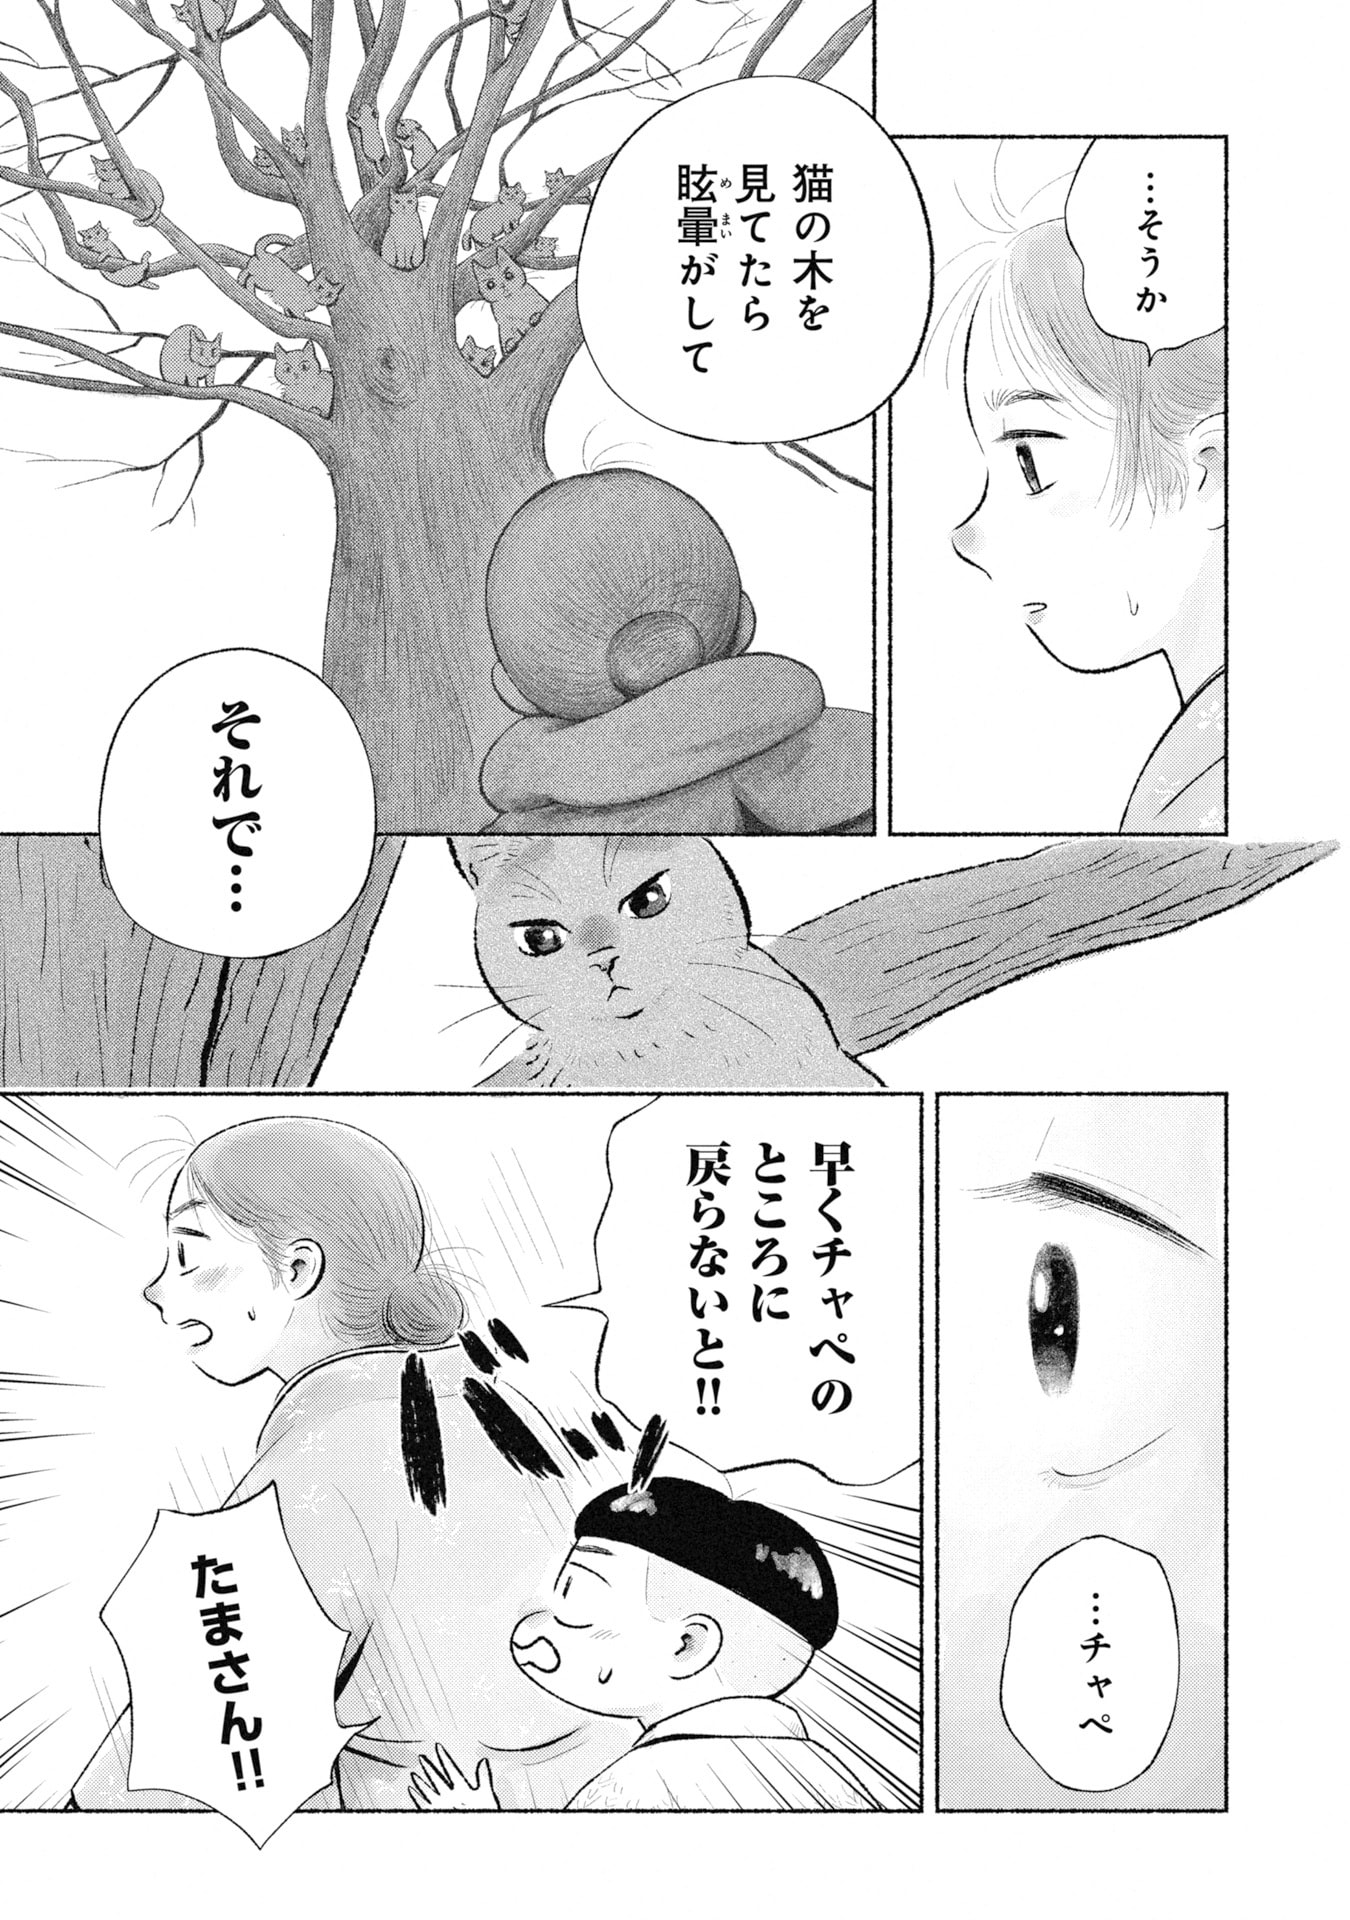 …そうか
猫の木を
見てたら
眩暈がして
めまい
それで…
…チャペ
早くチャペの
ところに
戻らないと!!
たまさん!!